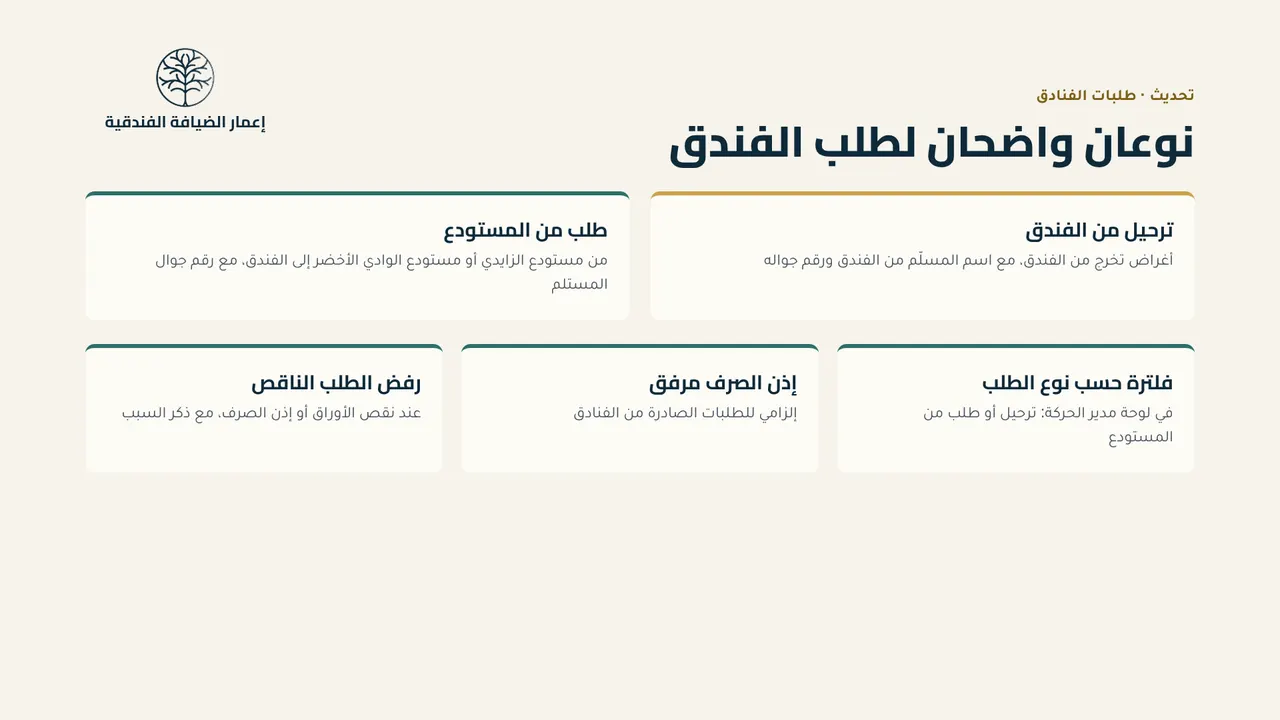 إعمار الضيافة الفندقية
تحديث · طلبات الفنادق
نوعان واضحان لطلب الفندق
ترحيل من الفندق
أغراض تخرج من الفندق، مع اسم المسلّم من الفندق ورقم جواله
طلب من المستودع
من مستودع الزايدي أو مستودع الوادي الأخضر إلى الفندق، مع رقم جوال
المستلم
فلترة حسب نوع الطلب
في لوحة مدير الحركة: ترحيل أو طلب من
المستودع
إذن الصرف مرفق
إلزامي للطلبات الصادرة من الفنادق
رفض الطلب الناقص
عند نقص الأوراق أو إذن الصرف، مع ذكر السبب